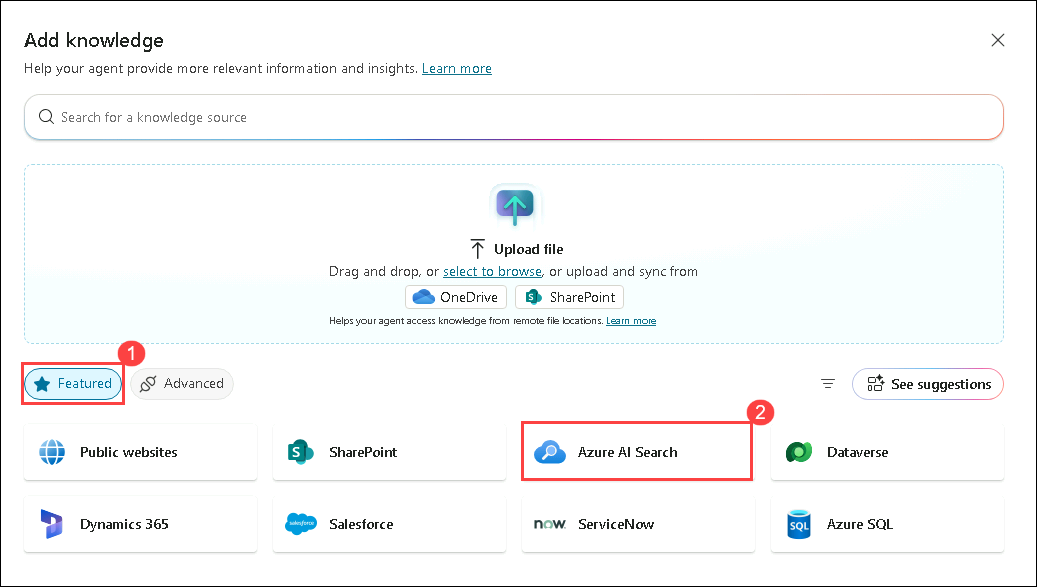 Add knowledge
Help your agent provide more relevant information and insights. Learn more
Search for a knowledge source
Upload file
Drag and drop, or select to browse, or upload and sync from
OneDrive
S SharePoint
Helps your agent access knowledge from remote file locations. Learn more
1
Featured
Advanced
See suggestions
2
Public websites
S SharePoint
Azure AI Search
Dataverse
Dynamics 365
salesforce Salesforce
now. ServiceNow
SQL Azure SQL